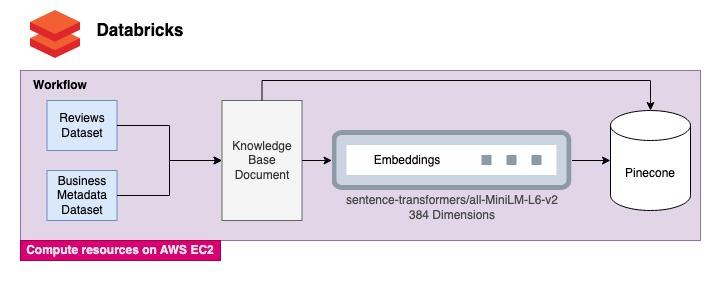 Databricks
Workflow
Reviews
Dataset
Business
Metadata
Dataset
Knowledge
Base
Document
Embeddings
sentence-transformers/all-MiniLM-L6-v2
384 Dimensions
Pinecone
Compute resources on AWS EC2